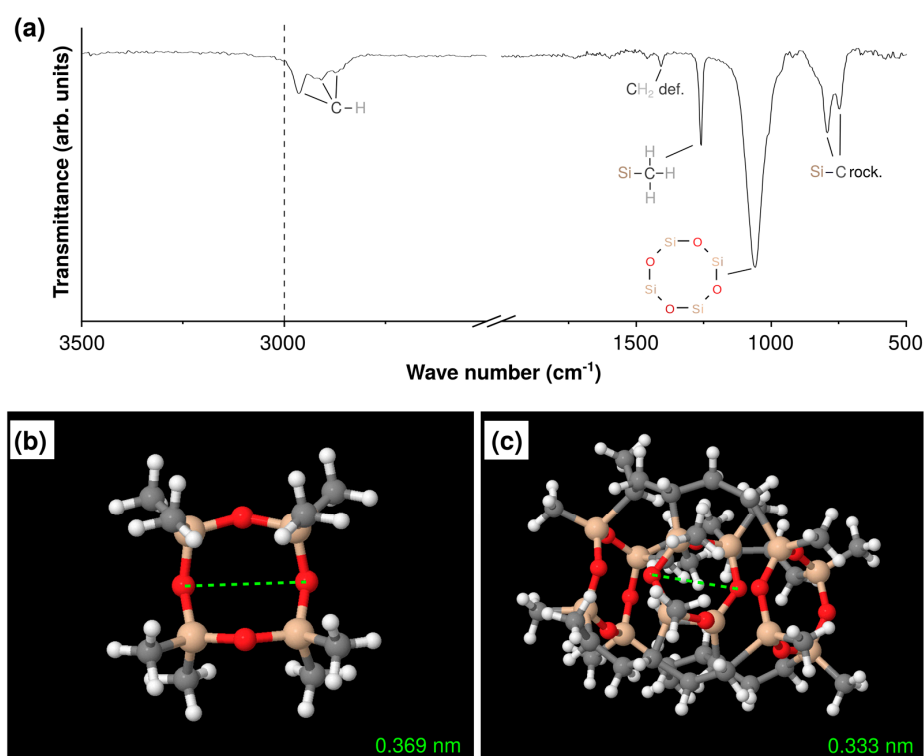 (a)
Transmittance (arb. units)
C H
CH2 def.
H
Si C H
H
Si C rock.
Si O
O Si
Si O
O Si
3500 3000 1500 1000 500
Wave number (cm-1)
(b)
0.369 nm
(c)
0.333 nm